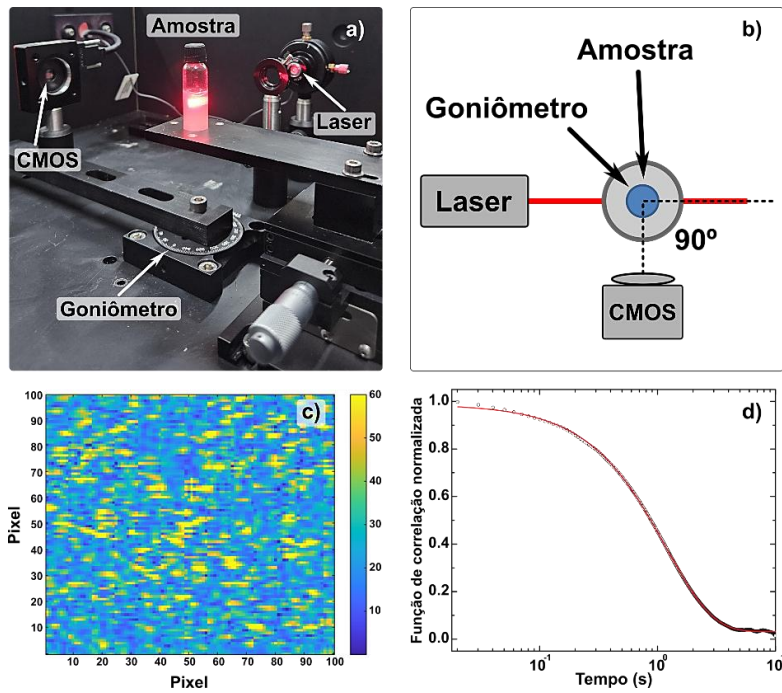 Amostra
a)
Laser
CMOS
Goniômetro
b)
Amostra
Goniômetro
Laser
90º
CMOS
c)
Pixel
100
90
80
70
60
50
40
30
20
10
10 20 30 40 50 60 70 80 90 100
Pixel
60
50
40
30
20
10
d)
Função de correlação normalizada
1.0
0.8
0.6
0.4
0.2
0.0
10⁻¹ 10⁰ 10¹
Tempo (s)